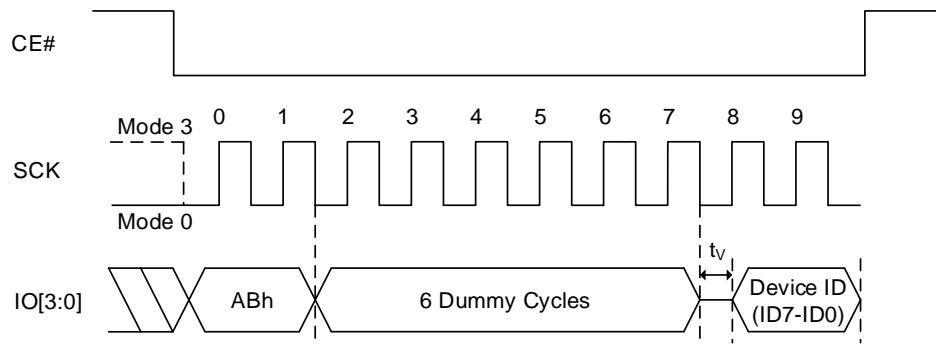 CE#
0 1 2 3 4 5 6 7 8 9
Mode 3
SCK
Mode 0
tV
IO[3:0]
ABh
6 Dummy Cycles
Device ID
(ID7-ID0)